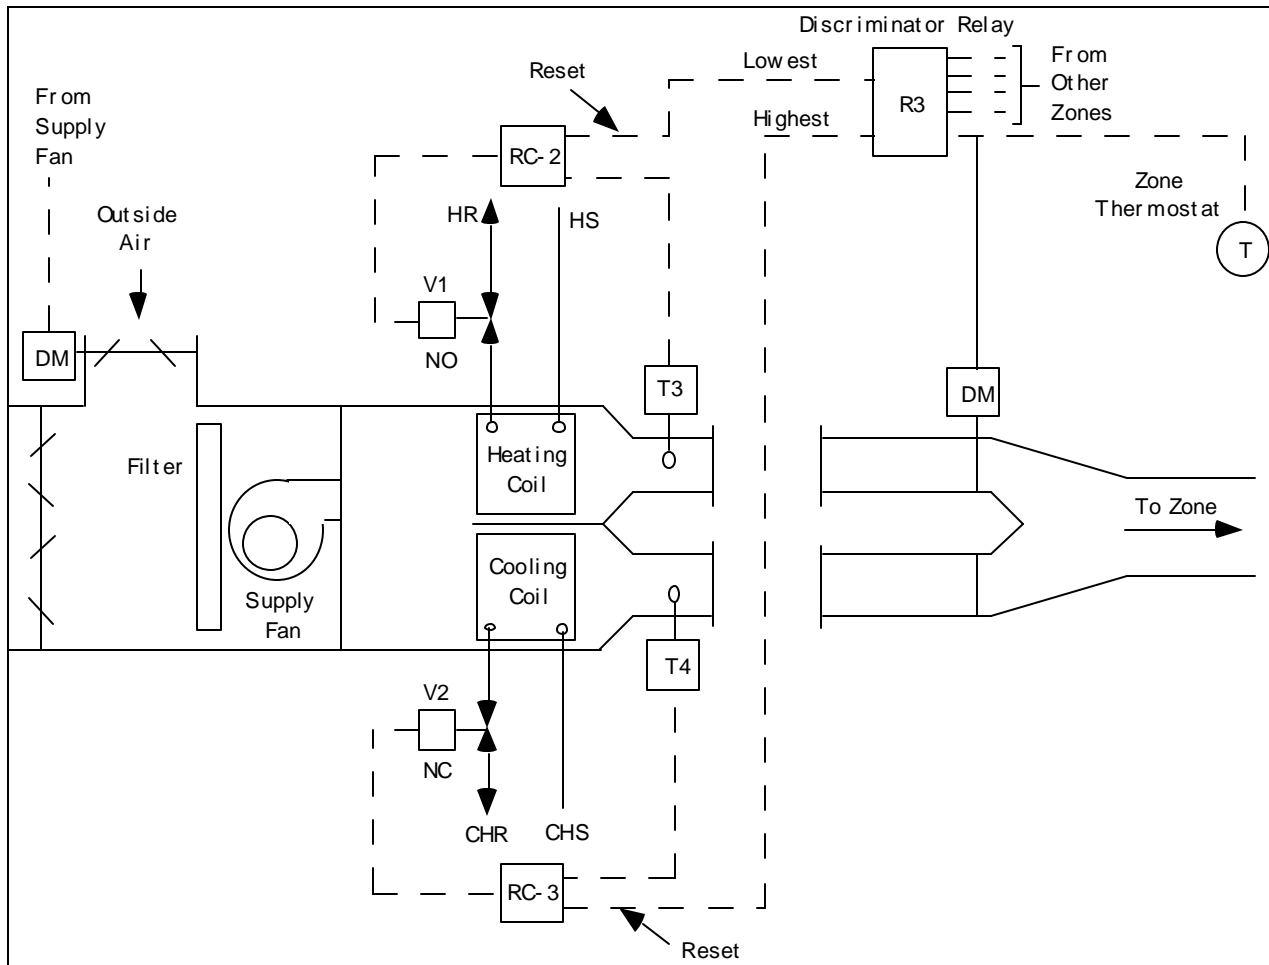 Discriminator Relay
Lowest
From
Other
Zones
Reset
From
Supply
Fan
R3
Highest
RC-2
Zone
Thermostat
Outside
Air
HR
HS
T
V1
DM
NO
T3
DM
Filter
Heating
Coil
To Zone
Cooling
Coil
Supply
Fan
T4
V2
NC
CHR
CHS
RC-3
Reset